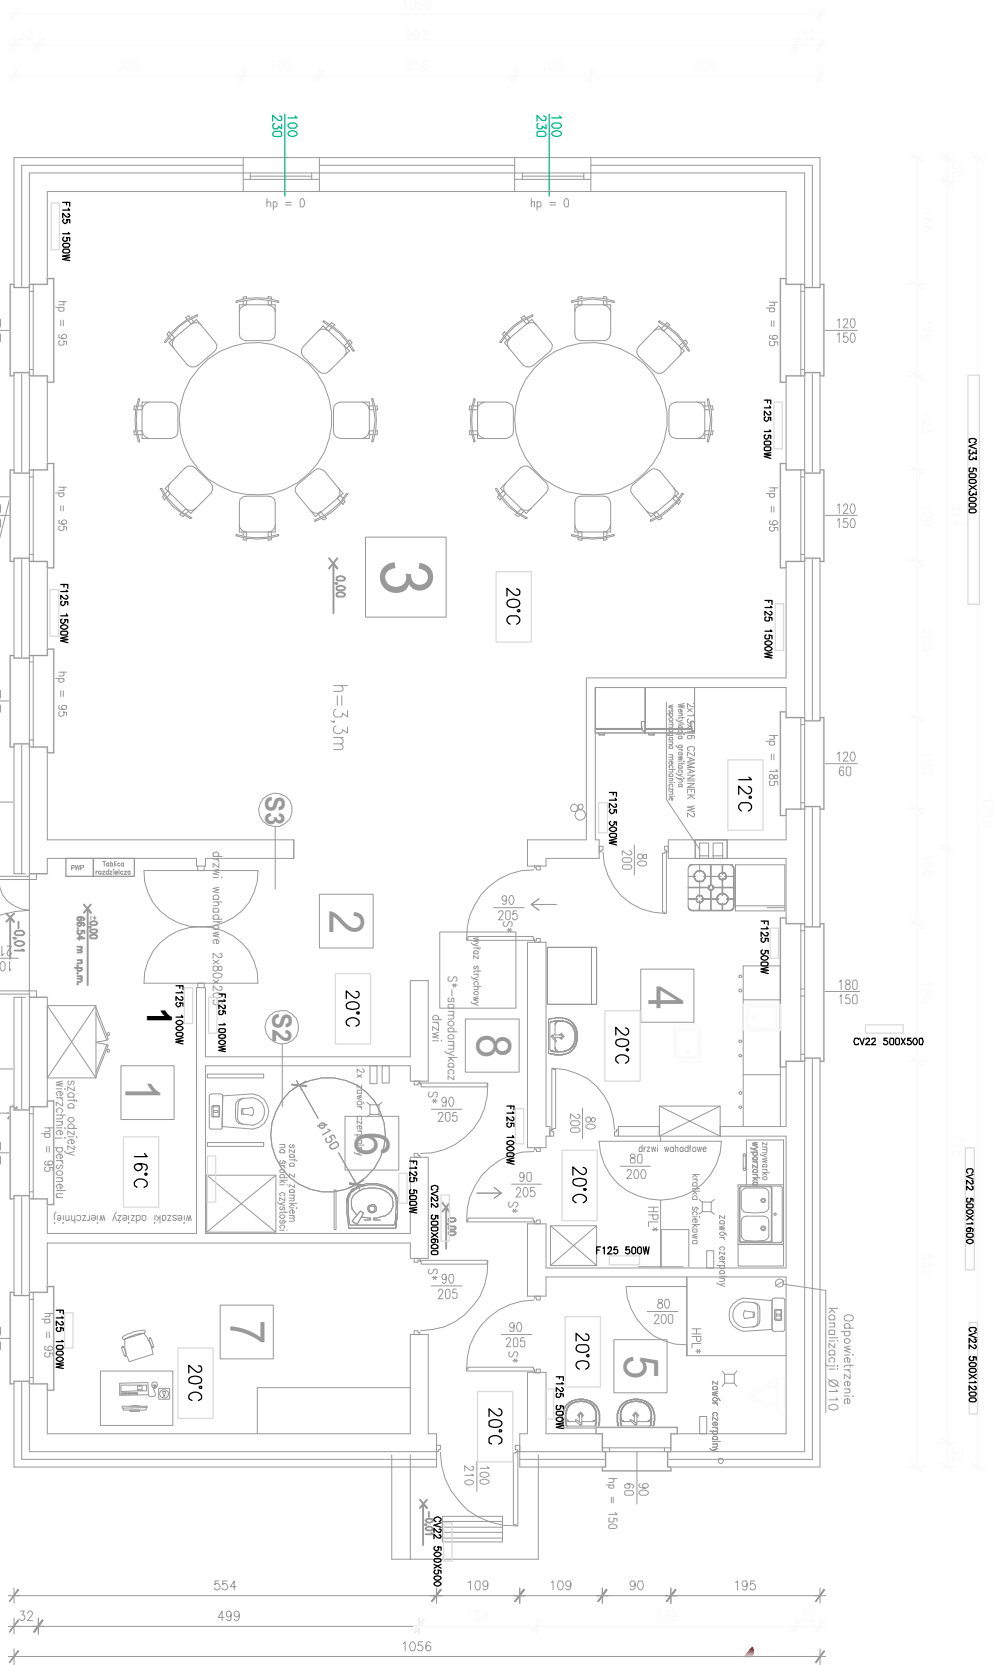 100
230
100
230
hp = 0
hp = 0
F125 1500W
hp = 95
hp = 95
120
150
F125 1500W
CV33 500X3000
hp = 95
hp = 95
120
150
3
0,00
20°C
F125 1500W
F125 1500W
hp = 95
h=3,3m
2x13x16 CZAMANINEK W2
Wentylacja grawitacyjna
wspomagana mechanicznie
hp = 185
120
60
12°C
S3
F125 500W
80
200
PWP
Tablica
rozdzielcza
drzwi wahadłowe 2x80x205
2
90
205
S*
±0.00
66.54 m n.p.m.
-0,01
wyłaz strychowy
F125 500W
S*-samodomykacz
drzwi
4
180
150
20°C
F125 1000W
F125 1000W
1
S2
8
20°C
CV22 500X500
szafa odzieży
wierzchniej personelu
1
2x zawór czerpalny
6
ø150
S*
90
205
F125 1000W
80
200
hp = 95
16°C
szafa z zamkiem
na środki czystości
drzwi wahadłowe
80
200
zmywarka
wyparzarka
20°C
F125 500W
CV22 500X600
0,00
90
205
S*
kratka ściekowa
HPL*
zawór czerpalny
CV22 500X1600
wieszaki odzieży wierzchniej
F125 500W
S*
90
205
F125 1000W
hp = 95
7
90
205
S*
80
200
HPL*
Odpowietrzenie
kanalizacji Ø110
CV22 500X1200
20°C
20°C
5
F125 500W
zawór czerpalny
20°C
100
210
90
60
hp = 150
-0,01
CV22 500X500
554
109
109
90
195
32
499
1056